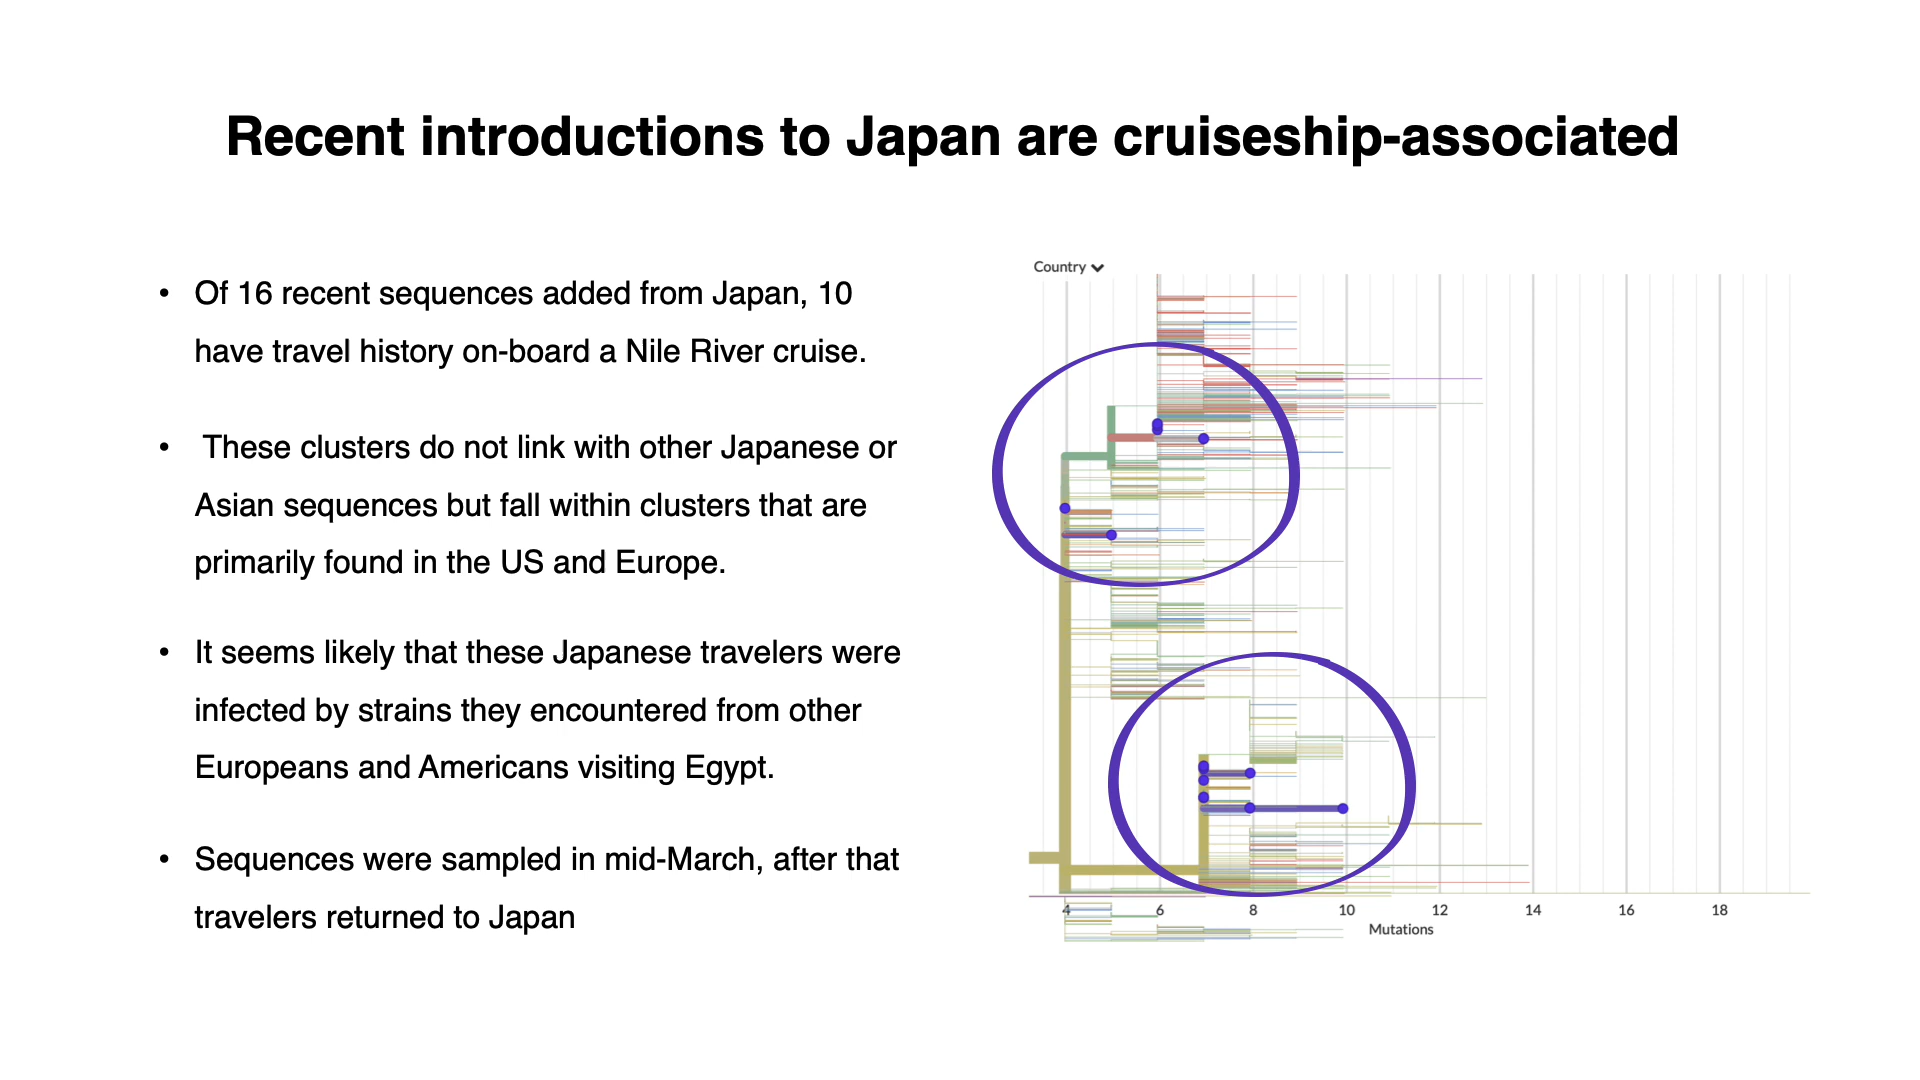 Recent introductions to Japan are cruiseship-associated
• Of 16 recent sequences added from Japan, 10
have travel history on-board a Nile River cruise.
• These clusters do not link with other Japanese or
Asian sequences but fall within clusters that are
primarily found in the US and Europe.
• It seems likely that these Japanese travelers were
infected by strains they encountered from other
Europeans and Americans visiting Egypt.
• Sequences were sampled in mid-March, after that
travelers returned to Japan
Country
4 6 8 10 12 14 16 18
Mutations